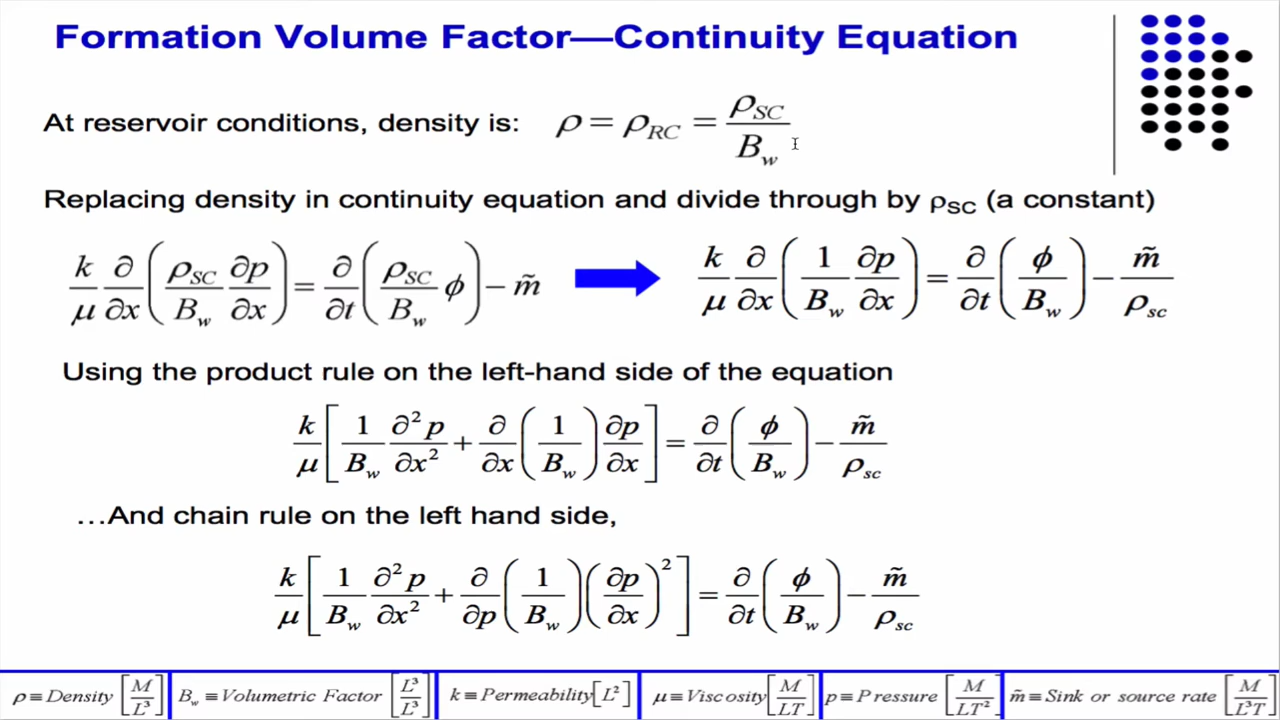 Formation Volume Factor—Continuity Equation
At reservoir conditions, density is: ρ = ρ_RC = ρ_SC / B_w
Replacing density in continuity equation and divide through by ρ_SC (a constant)
k/μ ∂/∂x (ρ_SC/B_w ∂p/∂x) = ∂/∂t (ρ_SC/B_w ϕ) − m̃ k/μ ∂/∂x (1/B_w ∂p/∂x) = ∂/∂t (ϕ/B_w) − m̃/ρ_sc
Using the product rule on the left-hand side of the equation
k/μ [1/B_w ∂²p/∂x² + ∂/∂x (1/B_w) ∂p/∂x] = ∂/∂t (ϕ/B_w) − m̃/ρ_sc
…And chain rule on the left hand side,
k/μ [1/B_w ∂²p/∂x² + ∂/∂p (1/B_w) (∂p/∂x)²] = ∂/∂t (ϕ/B_w) − m̃/ρ_sc
ρ ≡ Density [M/L³] B_w ≡ Volumetric Factor [L³/L³] k ≡ Permeability [L²] μ ≡ Viscosity [M/LT] p ≡ Pressure [M/LT²] m̃ ≡ Sink or source rate [M/L³T]